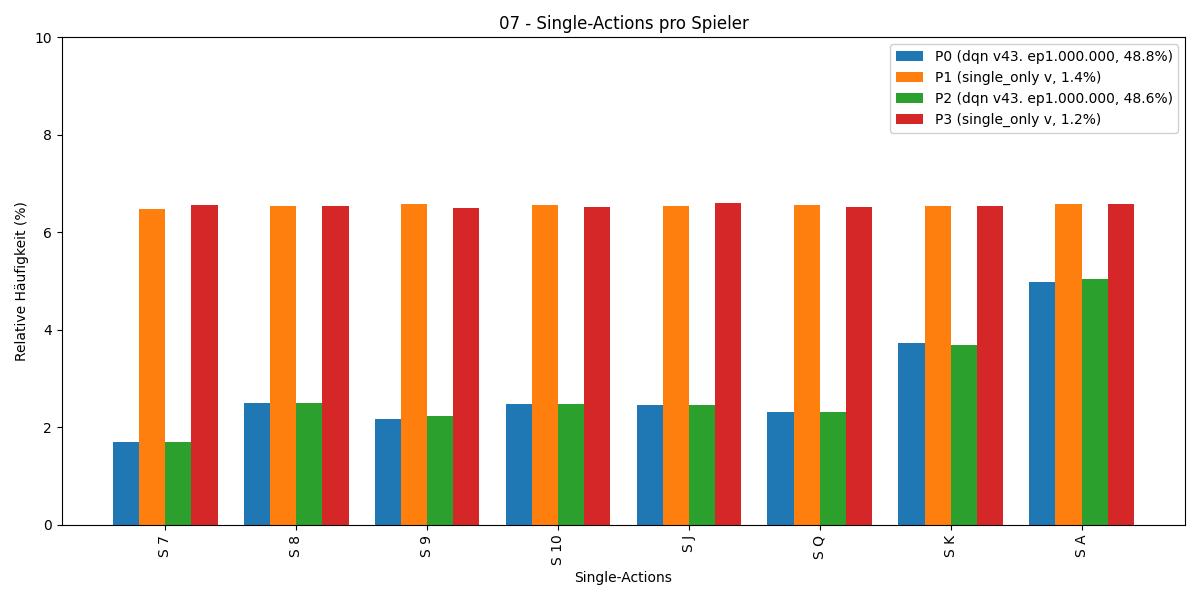 07 - Single-Actions pro Spieler
P0 (dqn v43. ep1.000.000, 48.8%)
P1 (single_only v, 1.4%)
P2 (dqn v43. ep1.000.000, 48.6%)
P3 (single_only v, 1.2%)
Relative Häufigkeit (%)
10
8
6
4
2
0
S 7
S 8
S 9
S 10
S J
S Q
S K
S A
Single-Actions